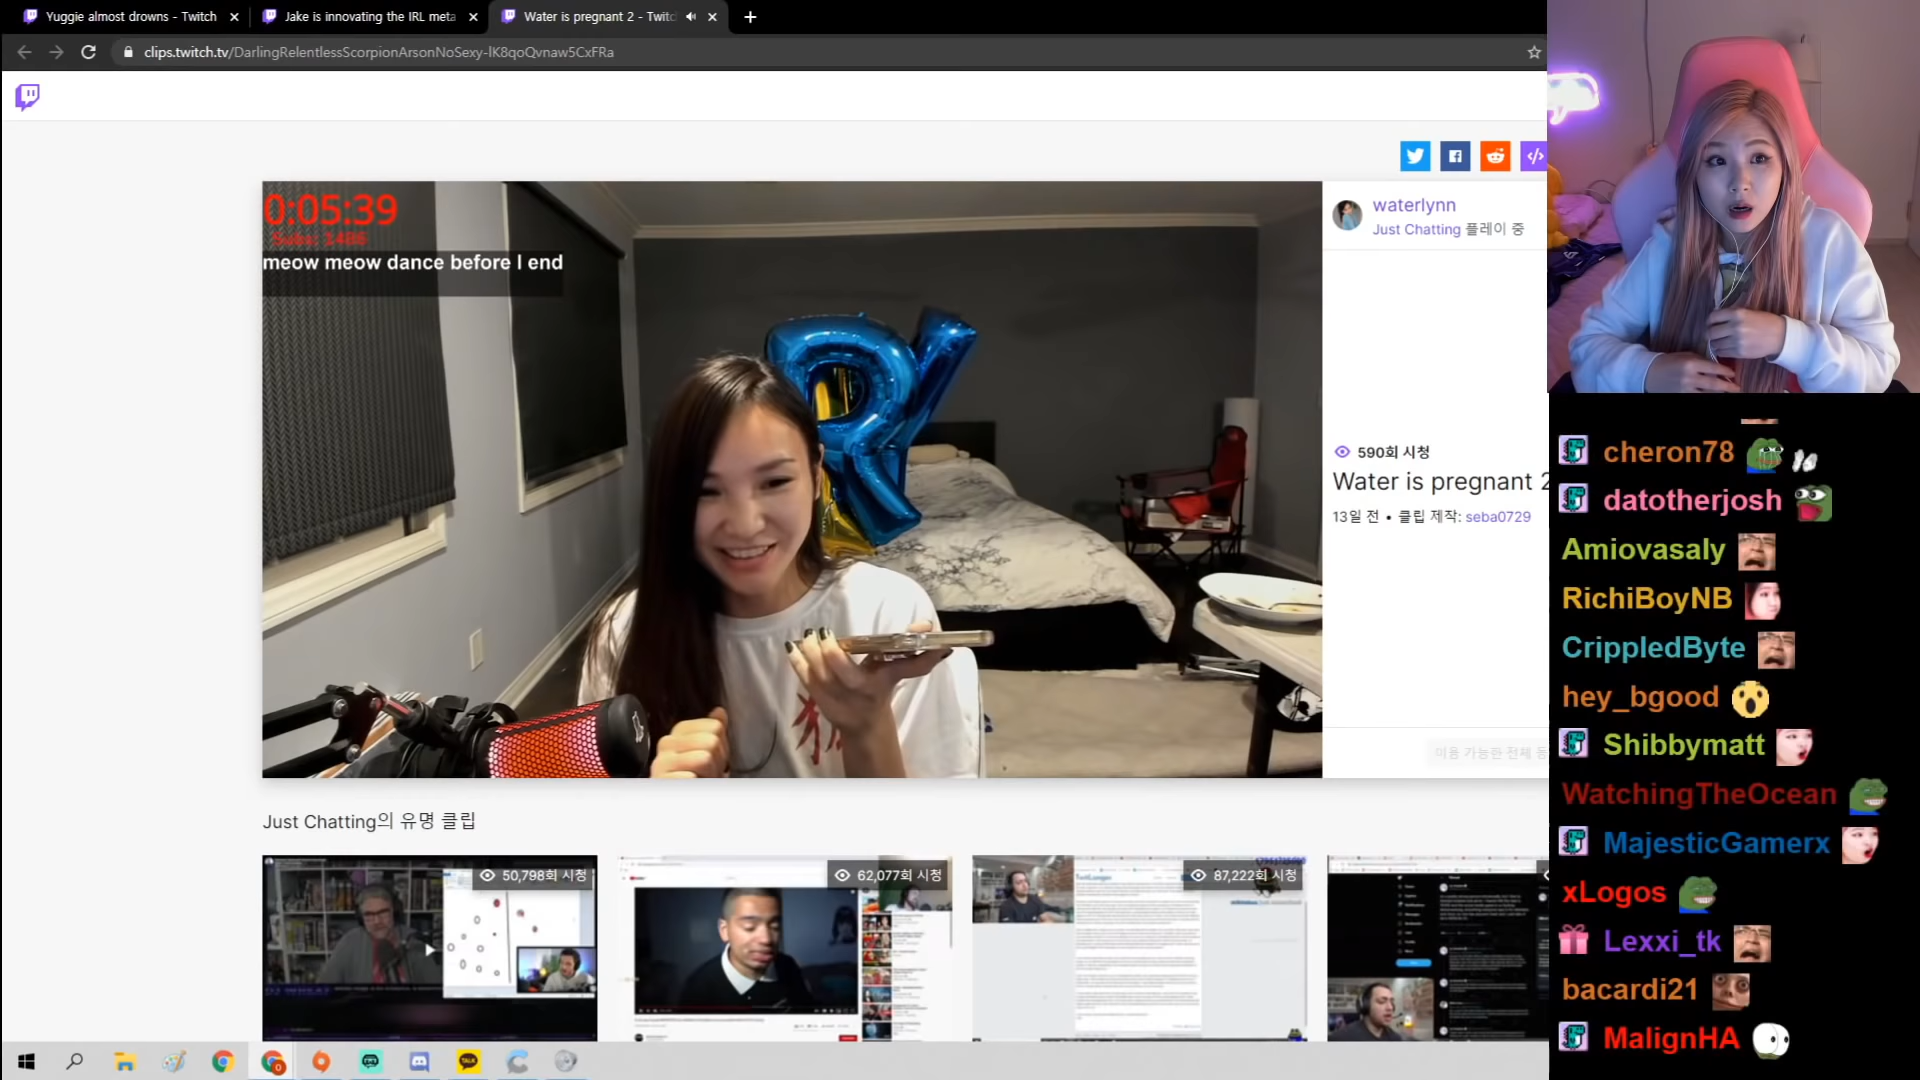 Yuggie almost drowns - Twitch
Jake is innovating the IRL meta
Water is pregnant 2 - Twitc
clips.twitch.tv/DarlingRelentlessScorpionArsonNoSexy-lK8qoQvnaw5CxFRa
0:05:39
Subs: 1486
meow meow dance before I end
waterlynn
Just Chatting 플레이 중
590회 시청
Water is pregnant 2
13일 전 • 클립 제작: seba0729
Just Chatting의 유명 클립
50,798회 시청
62,077회 시청
87,222회 시청
cheron78
datotherjosh
Amiovasaly
RichiBoyNB
CrippledByte
hey_bgood
Shibbymatt
WatchingTheOcean
MajesticGamerx
xLogos
Lexxi_tk
bacardi21
MalignHA
TALK